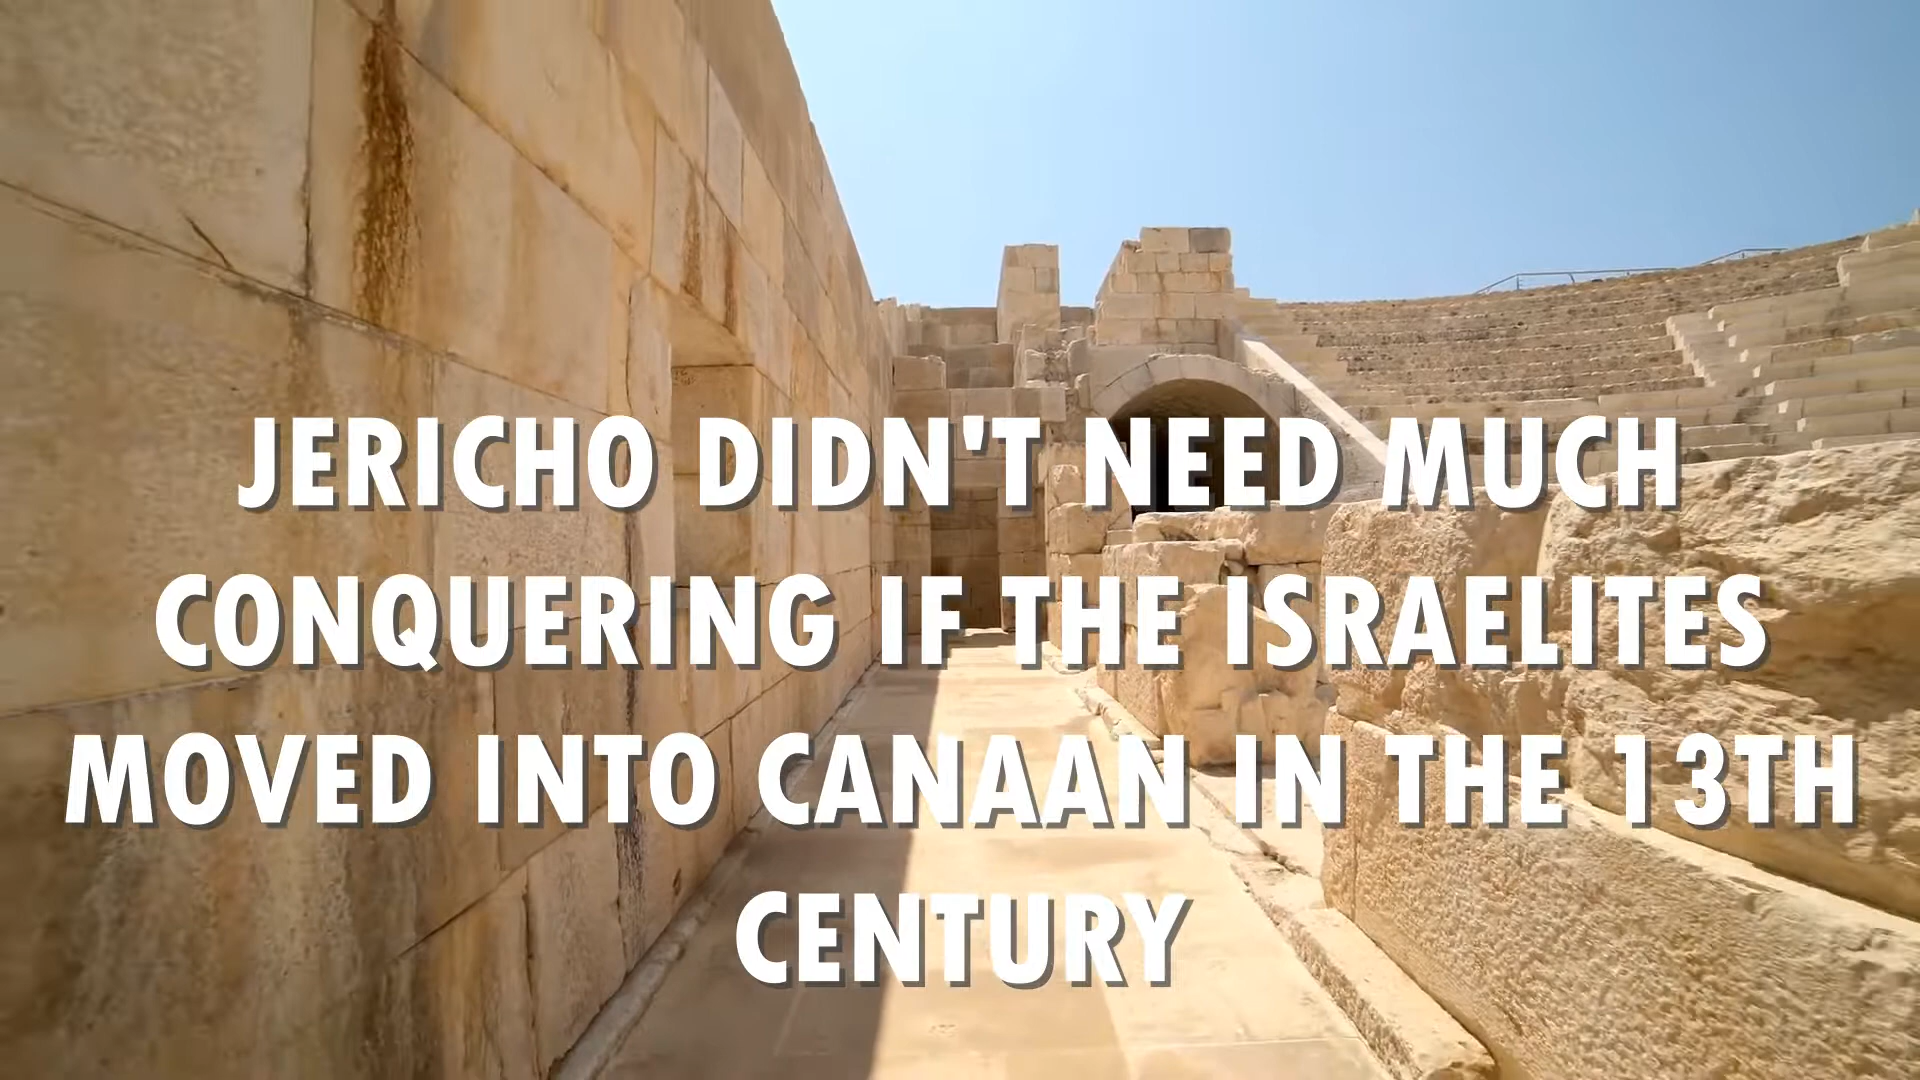 JERICHO DIDN'T NEED MUCH
CONQUERING IF THE ISRAELITES
MOVED INTO CANAAN IN THE 13TH
CENTURY